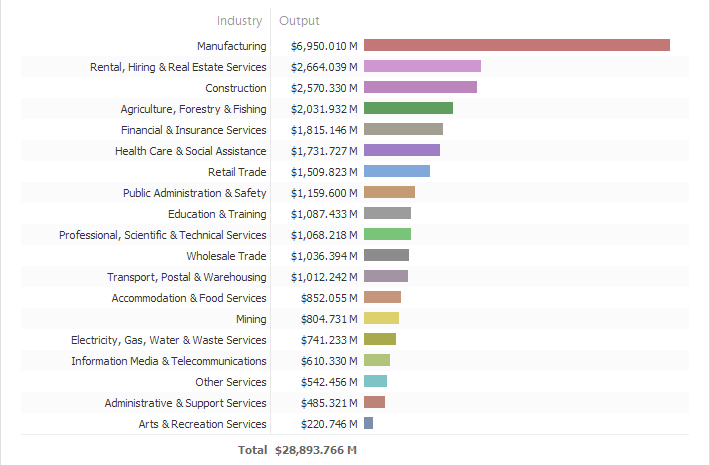 Industry Output
Manufacturing $6,950.010 M
Rental, Hiring & Real Estate Services $2,664.039 M
Construction $2,570.330 M
Agriculture, Forestry & Fishing $2,031.932 M
Financial & Insurance Services $1,815.146 M
Health Care & Social Assistance $1,731.727 M
Retail Trade $1,509.823 M
Public Administration & Safety $1,159.600 M
Education & Training $1,087.433 M
Professional, Scientific & Technical Services $1,068.218 M
Wholesale Trade $1,036.394 M
Transport, Postal & Warehousing $1,012.242 M
Accommodation & Food Services $852.055 M
Mining $804.731 M
Electricity, Gas, Water & Waste Services $741.233 M
Information Media & Telecommunications $610.330 M
Other Services $542.456 M
Administrative & Support Services $485.321 M
Arts & Recreation Services $220.746 M
Total $28,893.766 M